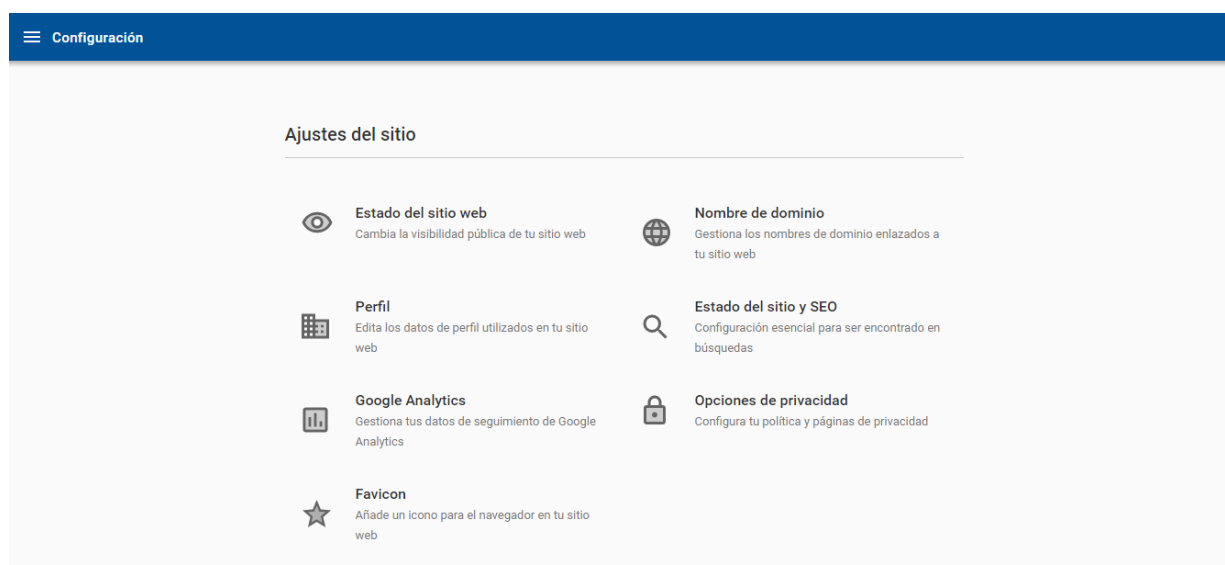 Configuración
Ajustes del sitio
Estado del sitio web
Cambia la visibilidad pública de tu sitio web
Nombre de dominio
Gestiona los nombres de dominio enlazados a
tu sitio web
Perfil
Edita los datos de perfil utilizados en tu sitio
web
Estado del sitio y SEO
Configuración esencial para ser encontrado en
búsquedas
Google Analytics
Gestiona tus datos de seguimiento de Google
Analytics
Opciones de privacidad
Configura tu política y páginas de privacidad
Favicon
Añade un icono para el navegador en tu sitio
web